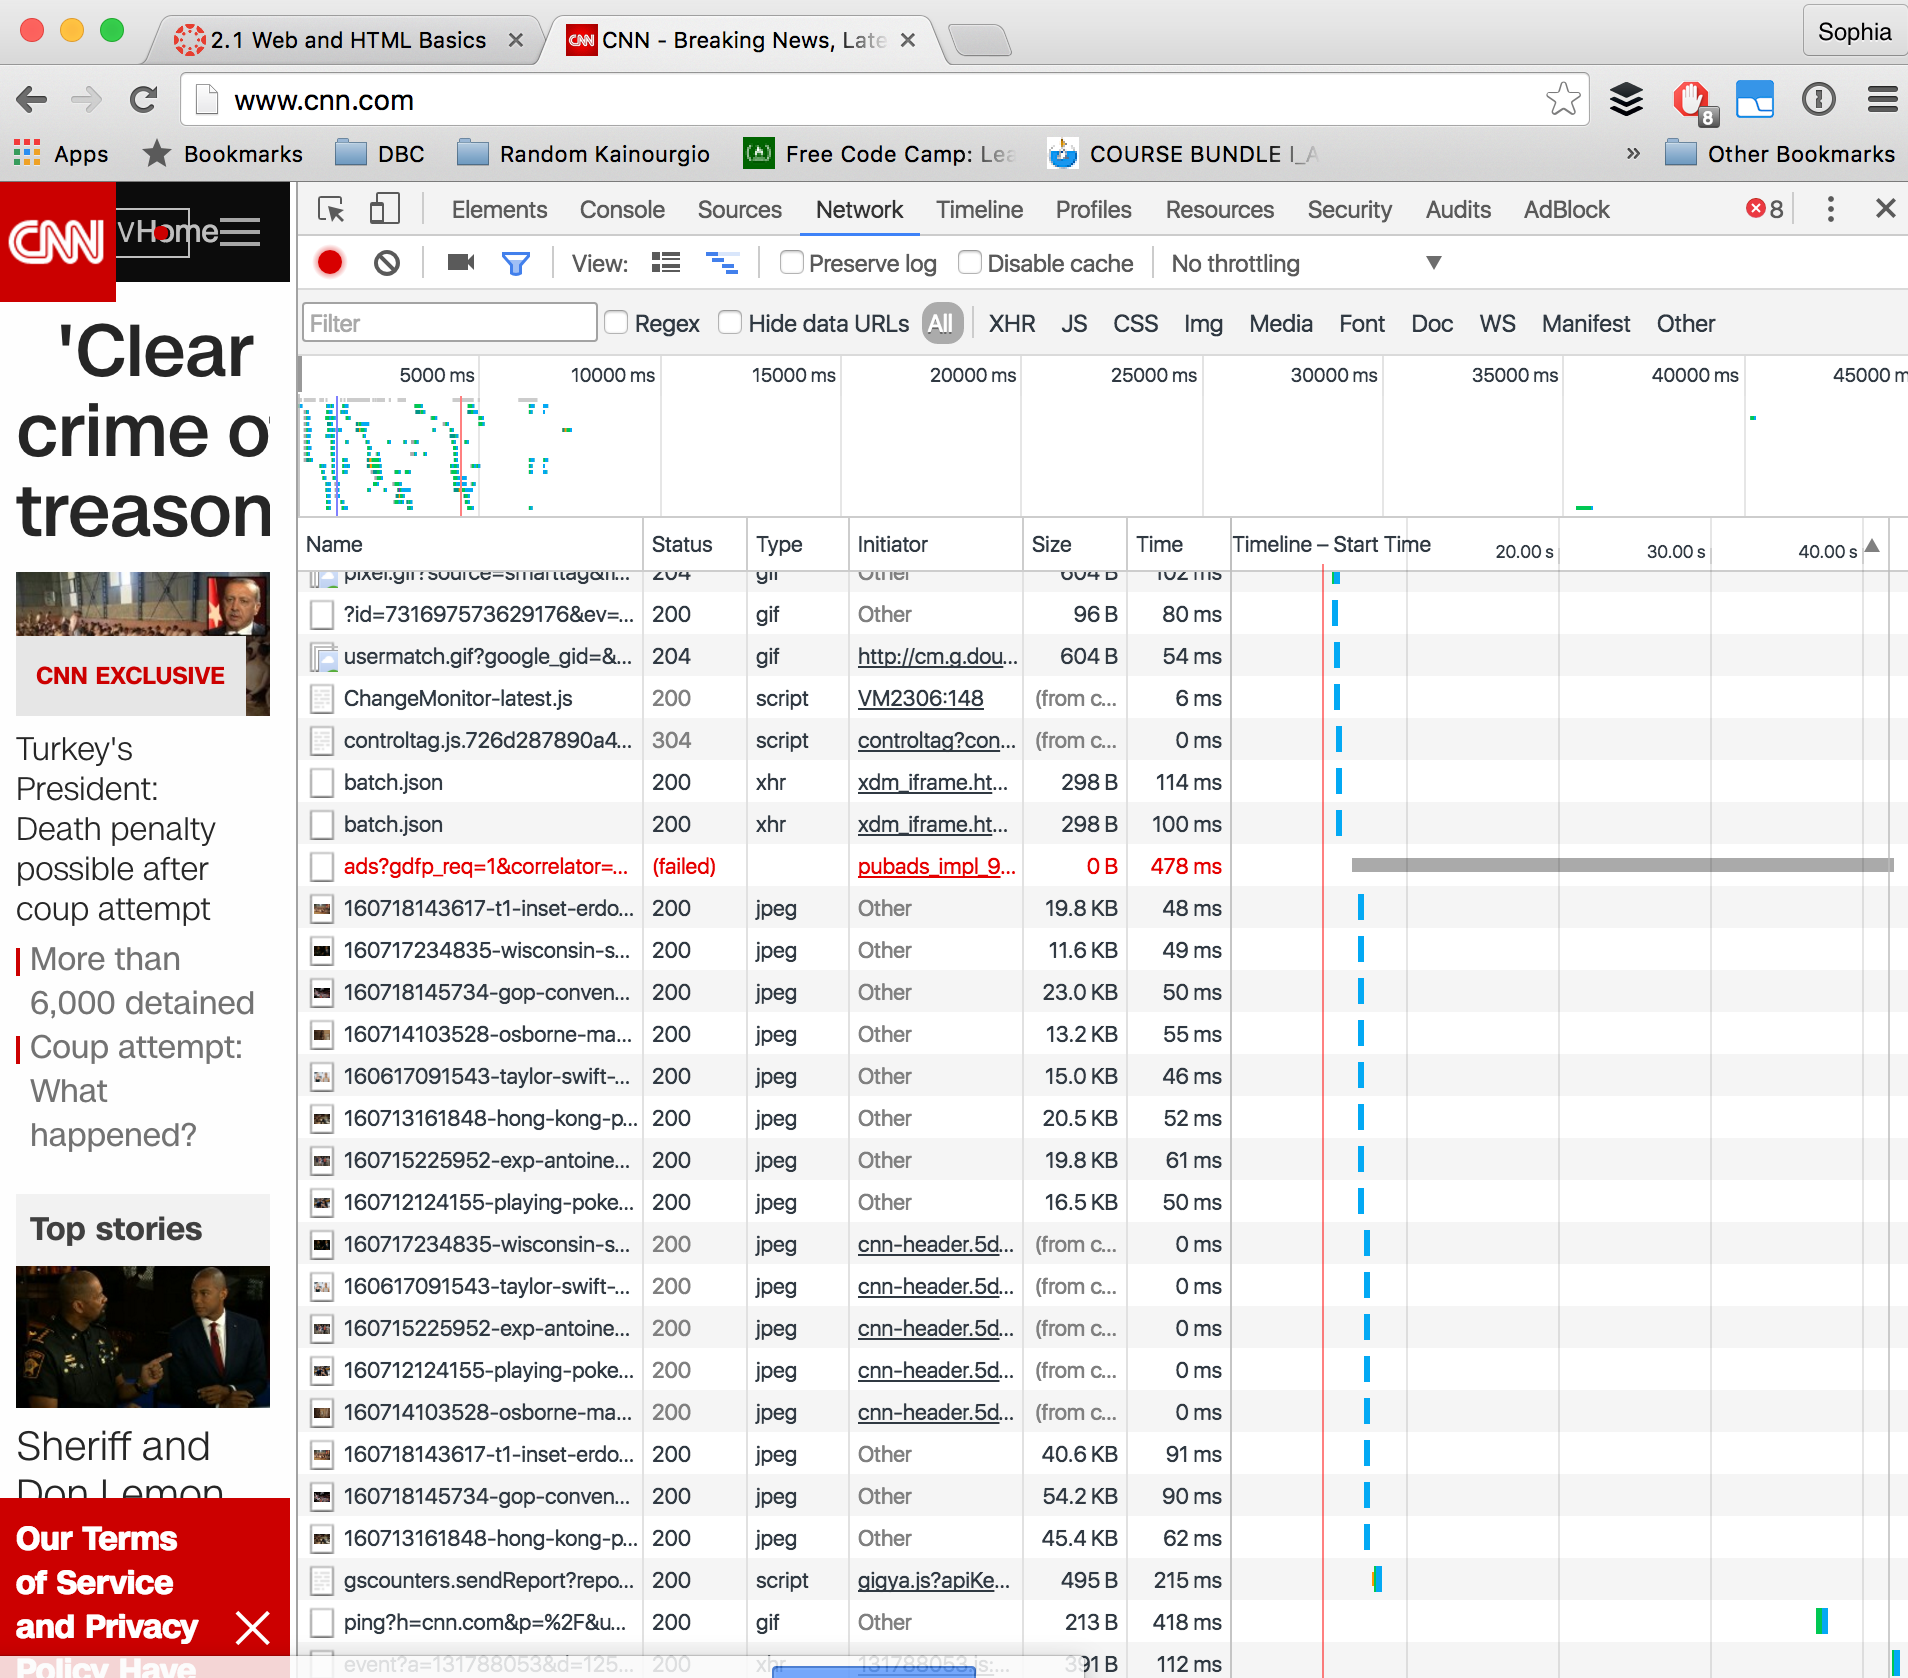 2.1 Web and HTML Basics
CNN
CNN - Breaking News, Late
Sophia
www.cnn.com
8
Apps
Bookmarks
DBC
Random Kainourgio
Free Code Camp: Lea
COURSE BUNDLE |_A
»
Other Bookmarks
CNN
VHome
'Clear
crime o
treason
CNN EXCLUSIVE
Turkey's
President:
Death penalty
possible after
coup attempt
More than
6,000 detained
Coup attempt:
What
happened?
Top stories
Sheriff and
Don Lemon
Our Terms
of Service
and Privacy
Policy Have
Elements Console Sources Network Timeline Profiles Resources Security Audits AdBlock 8
View: Preserve log Disable cache No throttling
Filter Regex Hide data URLs All XHR JS CSS Img Media Font Doc WS Manifest Other
5000 ms 10000 ms 15000 ms 20000 ms 25000 ms 30000 ms 35000 ms 40000 ms 45000 m
Name Status Type Initiator Size Time Timeline – Start Time 20.00 s 30.00 s 40.00 s
pixel.gif?source=smarttag&n... 204 gif Other 604 B 102 ms
?id=731697573629176&ev=... 200 gif Other 96 B 80 ms
usermatch.gif?google_gid=&... 204 gif http://cm.g.dou... 604 B 54 ms
ChangeMonitor-latest.js 200 script VM2306:148 (from c... 6 ms
controltag.js.726d287890a4... 304 script controltag?con... (from c... 0 ms
batch.json 200 xhr xdm_iframe.ht... 298 B 114 ms
batch.json 200 xhr xdm_iframe.ht... 298 B 100 ms
ads?gdfp_req=1&correlator=... (failed) pubads_impl_9... 0 B 478 ms
160718143617-t1-inset-erdo... 200 jpeg Other 19.8 KB 48 ms
160717234835-wisconsin-s... 200 jpeg Other 11.6 KB 49 ms
160718145734-gop-conven... 200 jpeg Other 23.0 KB 50 ms
160714103528-osborne-ma... 200 jpeg Other 13.2 KB 55 ms
160617091543-taylor-swift-... 200 jpeg Other 15.0 KB 46 ms
160713161848-hong-kong-p... 200 jpeg Other 20.5 KB 52 ms
160715225952-exp-antoine... 200 jpeg Other 19.8 KB 61 ms
160712124155-playing-poke... 200 jpeg Other 16.5 KB 50 ms
160717234835-wisconsin-s... 200 jpeg cnn-header.5d... (from c... 0 ms
160617091543-taylor-swift-... 200 jpeg cnn-header.5d... (from c... 0 ms
160715225952-exp-antoine... 200 jpeg cnn-header.5d... (from c... 0 ms
160712124155-playing-poke... 200 jpeg cnn-header.5d... (from c... 0 ms
160714103528-osborne-ma... 200 jpeg cnn-header.5d... (from c... 0 ms
160718143617-t1-inset-erdo... 200 jpeg Other 40.6 KB 91 ms
160718145734-gop-conven... 200 jpeg Other 54.2 KB 90 ms
160713161848-hong-kong-p... 200 jpeg Other 45.4 KB 62 ms
gscounters.sendReport?repo... 200 script gigya.js?apiKe... 495 B 215 ms
ping?h=cnn.com&p=%2F&u... 200 gif Other 213 B 418 ms
event?a=131788053&d=125... 200 xhr 131788053.js:... 391 B 112 ms